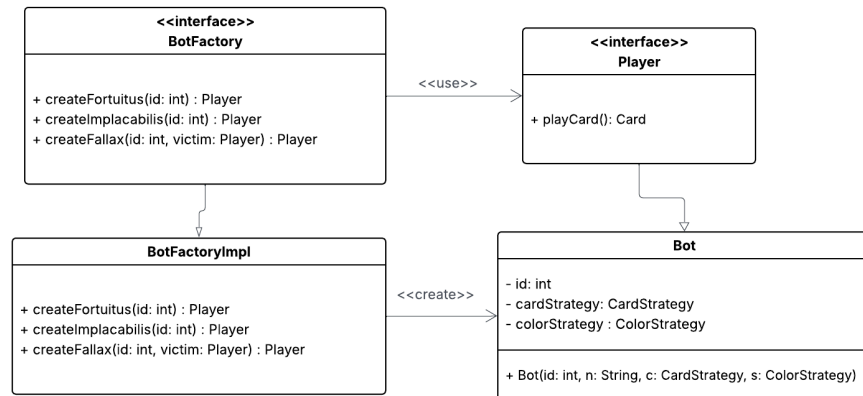 <<interface>>
BotFactory
+ createFortuitus(id: int) : Player
+ createImplacabilis(id: int) : Player
+ createFallax(id: int, victim: Player) : Player
<<use>>
<<interface>>
Player
+ playCard(): Card
BotFactoryImpl
+ createFortuitus(id: int) : Player
+ createImplacabilis(id: int) : Player
+ createFallax(id: int, victim: Player) : Player
<<create>>
Bot
- id: int
- cardStrategy: CardStrategy
- colorStrategy : ColorStrategy
+ Bot(id: int, n: String, c: CardStrategy, s: ColorStrategy)